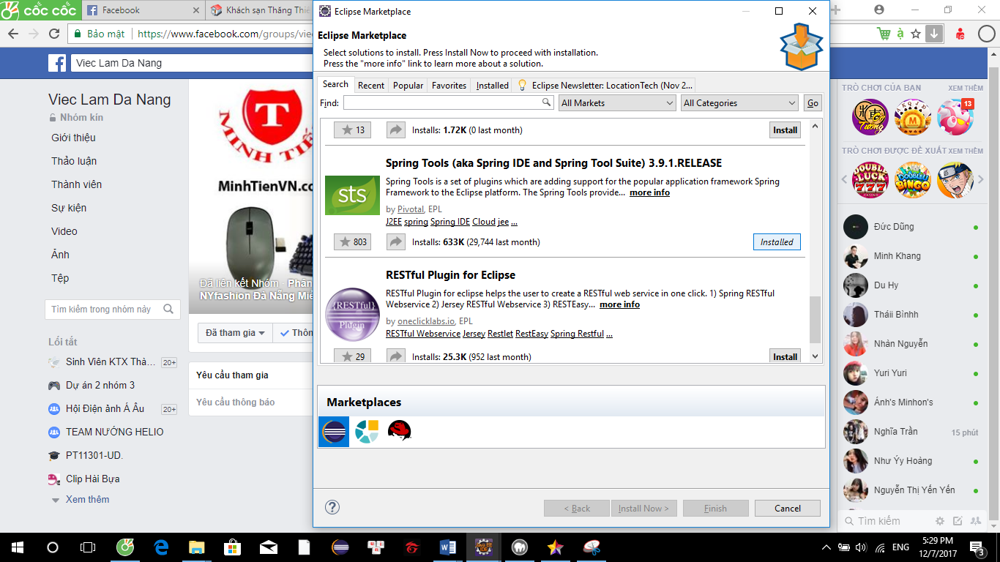 cốc cốc
Facebook
Khách sạn Thăng Thiê
Bảo mật
https://www.facebook.com/groups/viec
Viec Lam Da Nang
Viec Lam Da Nang
Nhóm kín
Giới thiệu
Thảo luận
Thành viên
Sự kiện
Video
Ảnh
Tệp
Tìm kiếm trong nhóm này
Lối tắt
Sinh Viên KTX Thà... 20+
Dự án 2 nhóm 3
Hội Điện ảnh Á Âu 20+
TEAM NƯỚNG HELIO
PT11301-UD.
Clip Hài Bựa
Xem thêm
T
MINH TIẾ
MinhTienVN.co
Đã liên kết Nhóm · Phân
NYfashion Đà Nẵng Miề
Đã tham gia
Thôn
Yêu cầu tham gia
Yêu cầu thông báo
Eclipse Marketplace
Eclipse Marketplace
Select solutions to install. Press Install Now to proceed with installation.
Press the "more info" link to learn more about a solution.
Search Recent Popular Favorites Installed Eclipse Newsletter: LocationTech (Nov 2...
Find: All Markets All Categories Go
13 Installs: 1.72K (0 last month) Install
Spring Tools (aka Spring IDE and Spring Tool Suite) 3.9.1.RELEASE
sts
Spring Tools is a set of plugins which are adding support for the popular application framework Spring
Framework to the Eclipse platform. The Spring Tools provide... more info
by Pivotal, EPL
J2EE spring Spring IDE Cloud jee ...
803 Installs: 633K (29,744 last month) Installed
RESTful Plugin for Eclipse
{RESTful}
Plugin
RESTful Plugin for eclipse helps the user to create a RESTful web service in one click. 1) Spring RESTful
Webservice 2) Jersey RESTful Webservice 3) RESTEasy... more info
by oneclicklabs.io, EPL
RESTful Webservice Jersey Restlet RestEasy Spring Restful ...
29 Installs: 25.3K (952 last month) Install
Marketplaces
< Back Install Now > Finish Cancel
TRÒ CHƠI CỦA BẠN XEM THÊM
13
TRÒ CHƠI ĐƯỢC ĐỀ XUẤT XEM THÊM
DOUBLE LUCK 777 CASINO
DOUBLEU BINGO
Đức Dũng
Minh Khang
Du Hy
Tháii Bìnhh
Nhàn Nguyễn
Yuri Yuri
Ánh's Minhon's
Nghĩa Trần 15 phút
Như Ýy Hoàng
Nguyễn Thị Yến Yến
Tìm kiếm
ENG
5:29 PM
12/7/2017
3